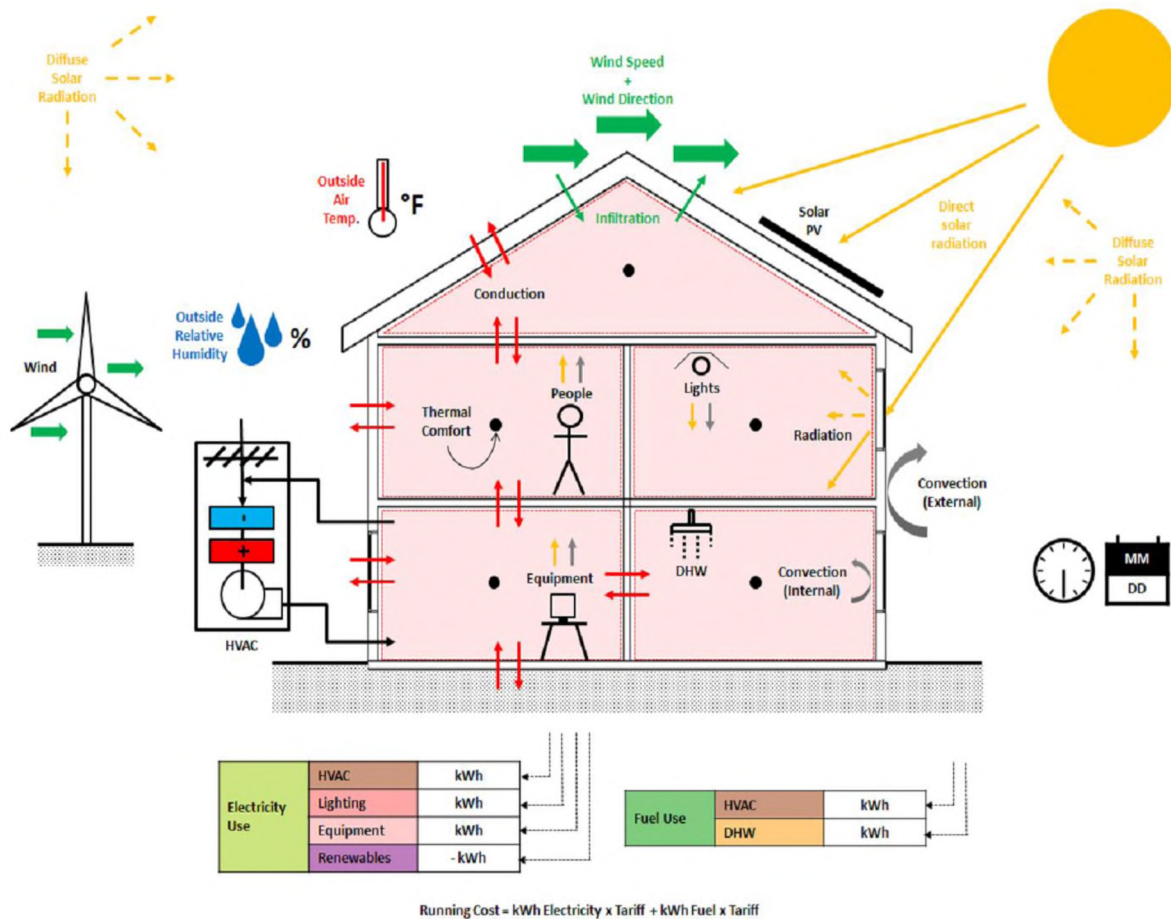 Diffuse
Solar
Radiation
Wind Speed
+
Wind Direction
Outside
Air
Temp.
°F
Infiltration
Solar
PV
Direct
solar
radiation
Diffuse
Solar
Radiation
Conduction
Outside
Relative
Humidity
%
Wind
People
Lights
Thermal
Comfort
Radiation
Convection
(External)
-
+
HVAC
Equipment
DHW
Convection
(Internal)
MM
DD
Electricity
Use
HVAC
kWh
Lighting
kWh
Equipment
kWh
Renewables
- kWh
Fuel Use
HVAC
kWh
DHW
kWh
Running Cost = kWh Electricity x Tariff + kWh Fuel x Tariff